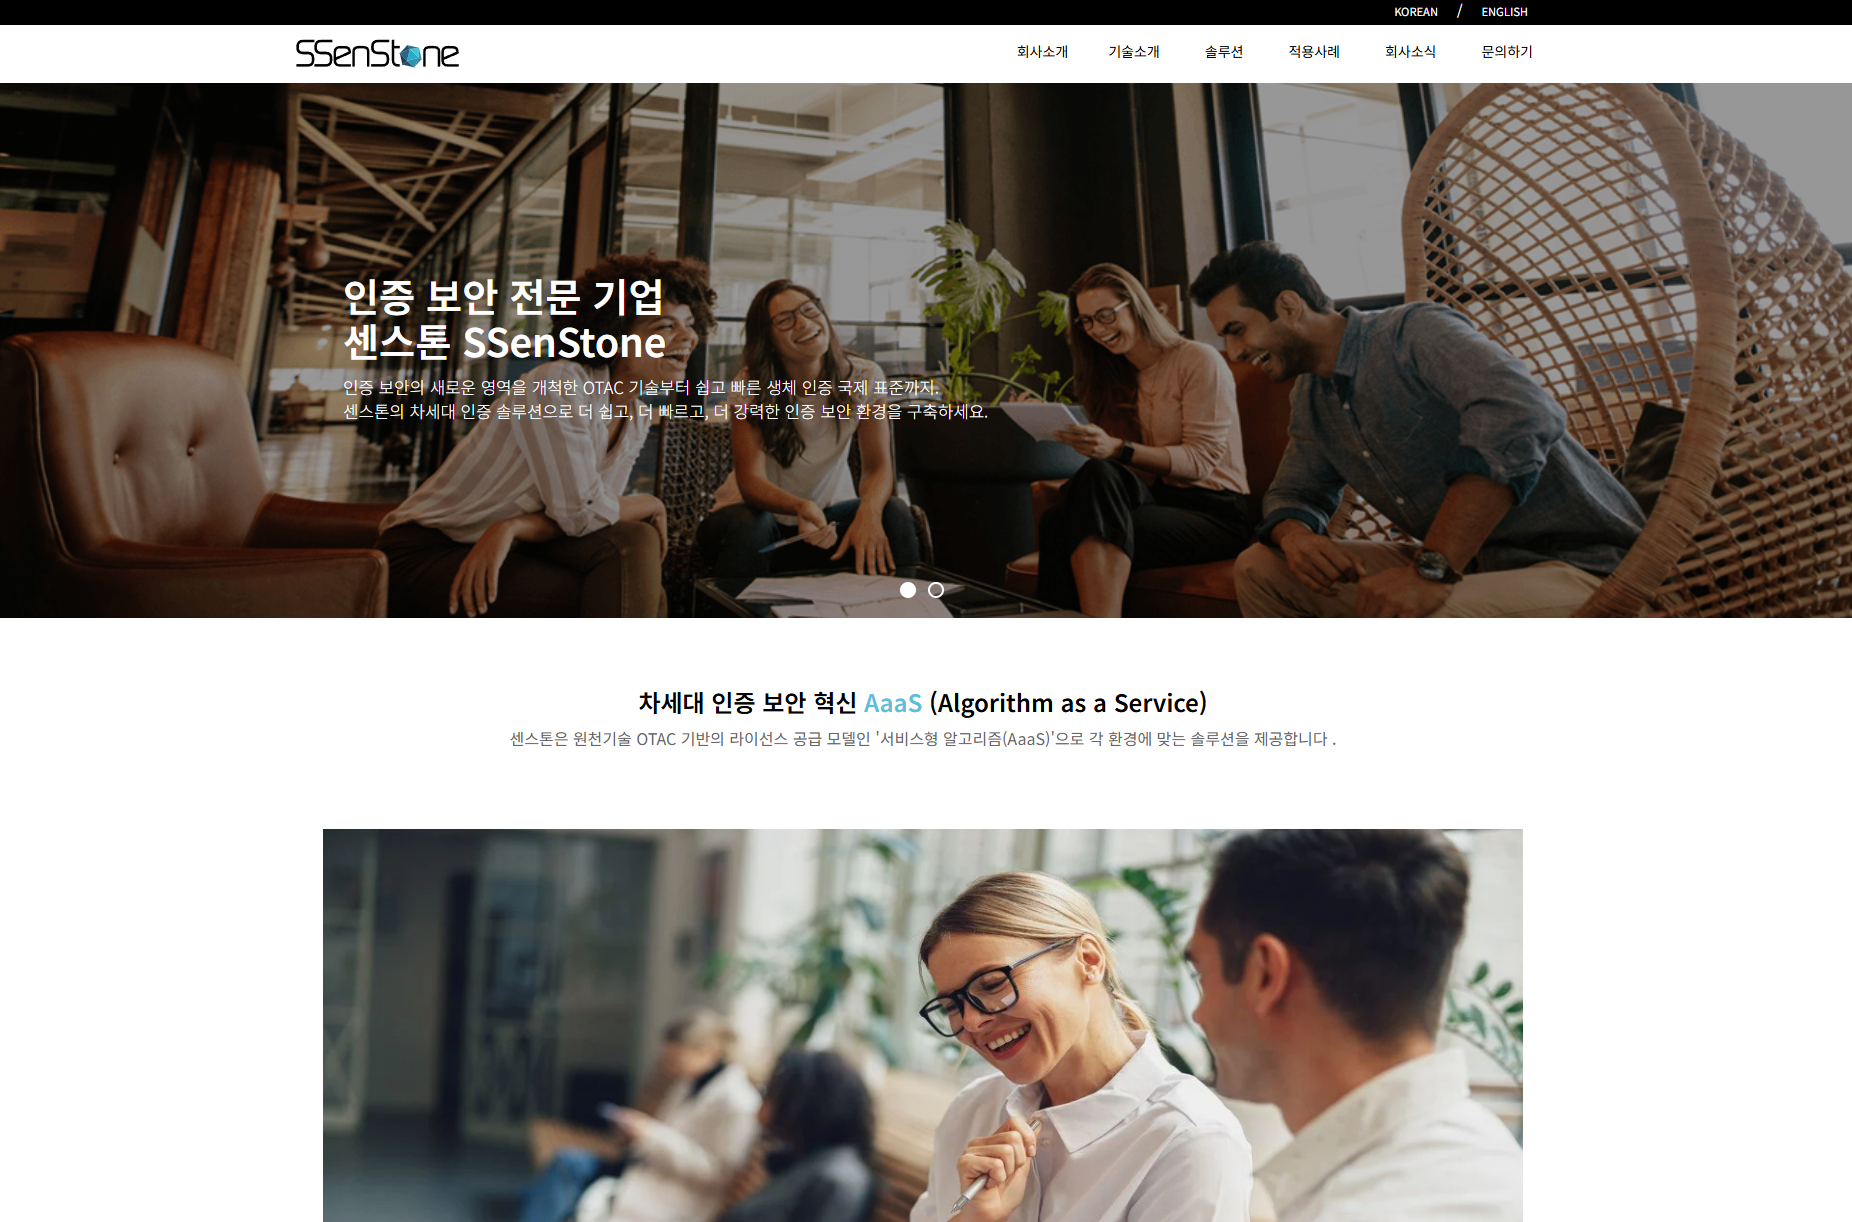 KOREAN / ENGLISH
SSenStone
회사소개 기술소개 솔루션 적용사례 회사소식 문의하기
인증 보안 전문 기업
센스톤 SSenStone
인증 보안의 새로운 영역을 개척한 OTAC 기술부터 쉽고 빠른 생체 인증 국제 표준까지.
센스톤의 차세대 인증 솔루션으로 더 쉽고, 더 빠르고, 더 강력한 인증 보안 환경을 구축하세요.
차세대 인증 보안 혁신 AaaS (Algorithm as a Service)
센스톤은 원천기술 OTAC 기반의 라이선스 공급 모델인 '서비스형 알고리즘(AaaS)'으로 각 환경에 맞는 솔루션을 제공합니다 .